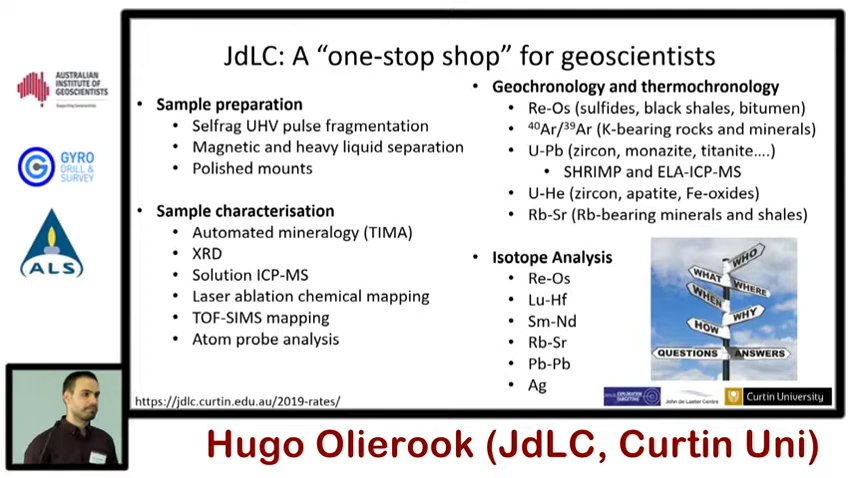 JdLC: A “one-stop shop” for geoscientists
AUSTRALIAN
INSTITUTE OF
GEOSCIENTISTS
Supporting Geoscientists
GYRO
DRILL &
SURVEY
ALS
• Sample preparation
• Selfrag UHV pulse fragmentation
• Magnetic and heavy liquid separation
• Polished mounts
• Sample characterisation
• Automated mineralogy (TIMA)
• XRD
• Solution ICP-MS
• Laser ablation chemical mapping
• TOF-SIMS mapping
• Atom probe analysis
https://jdlc.curtin.edu.au/2019-rates/
• Geochronology and thermochronology
• Re-Os (sulfides, black shales, bitumen)
• ⁴⁰Ar/³⁹Ar (K-bearing rocks and minerals)
• U-Pb (zircon, monazite, titanite....)
• SHRIMP and ELA-ICP-MS
• U-He (zircon, apatite, Fe-oxides)
• Rb-Sr (Rb-bearing minerals and shales)
• Isotope Analysis
• Re-Os
• Lu-Hf
• Sm-Nd
• Rb-Sr
• Pb-Pb
• Ag
WHO
WHAT
WHERE
WHEN
WHY
HOW
QUESTIONS
ANSWERS
EXPLORATION
TARGETING
John de Laeter Centre
Curtin University
Hugo Olierook (JdLC, Curtin Uni)